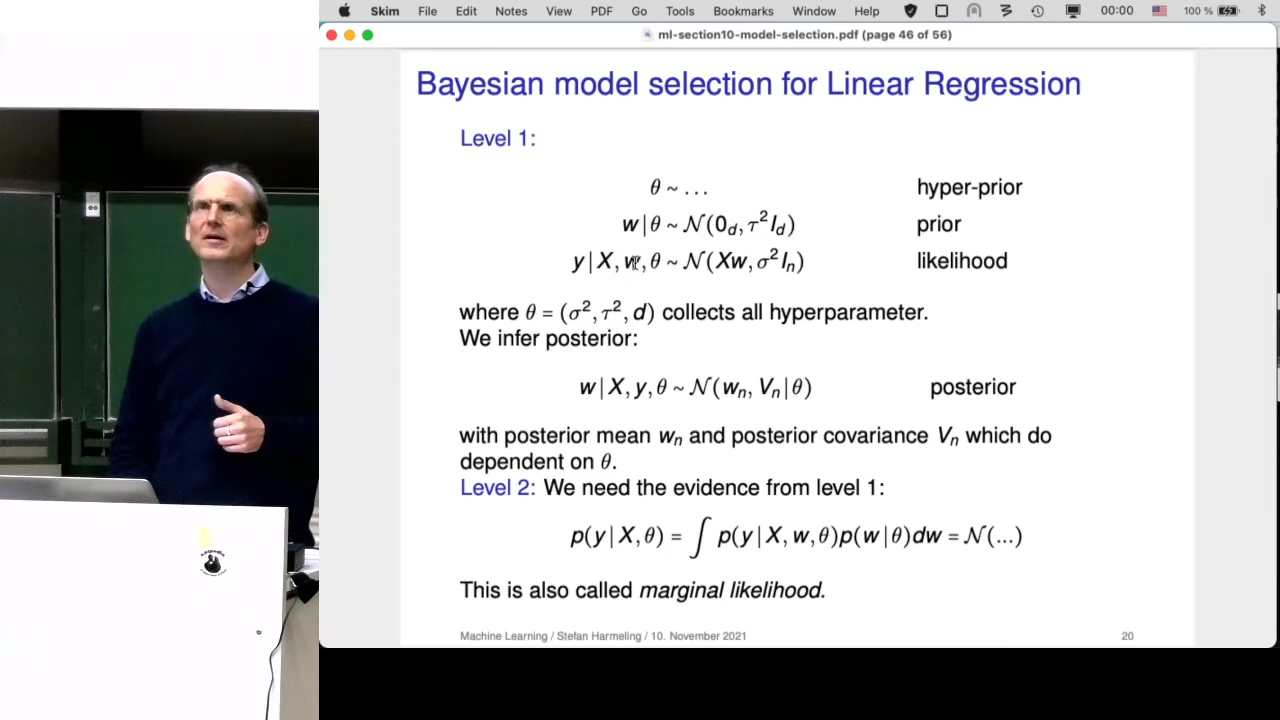 Skim File Edit Notes View PDF Go Tools Bookmarks Window Help 00:00 100 %
ml-section10-model-selection.pdf (page 46 of 56)
Bayesian model selection for Linear Regression
Level 1:
θ ~ … hyper-prior
w | θ ~ N(0_d, τ² I_d) prior
y | X, w, θ ~ N(Xw, σ² I_n) likelihood
where θ = (σ², τ², d) collects all hyperparameter.
We infer posterior:
w | X, y, θ ~ N(w_n, V_n | θ) posterior
with posterior mean w_n and posterior covariance V_n which do
dependent on θ.
Level 2: We need the evidence from level 1:
p(y | X, θ) = ∫ p(y | X, w, θ)p(w | θ)dw = N(...)
This is also called marginal likelihood.
Machine Learning / Stefan Harmeling / 10. November 2021 20